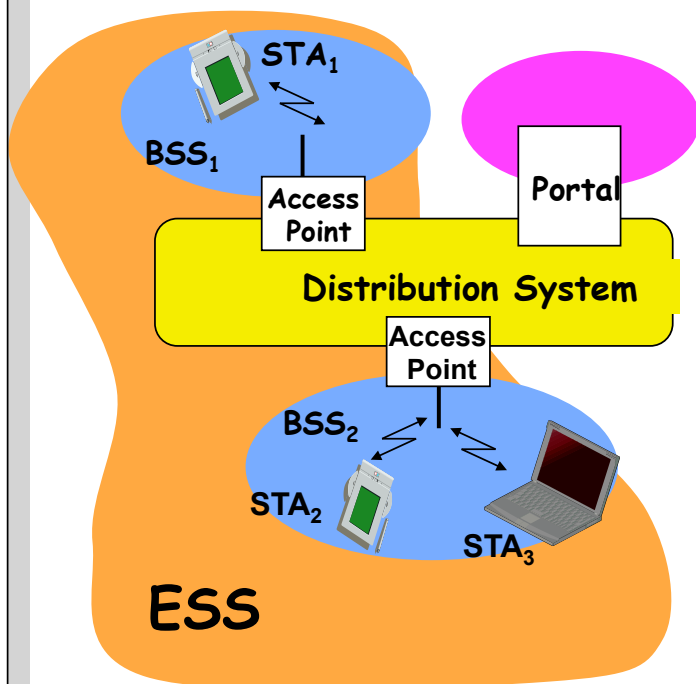 STA₁
BSS₁
Access
Point
Portal
Distribution System
Access
Point
BSS₂
STA₂
STA₃
ESS